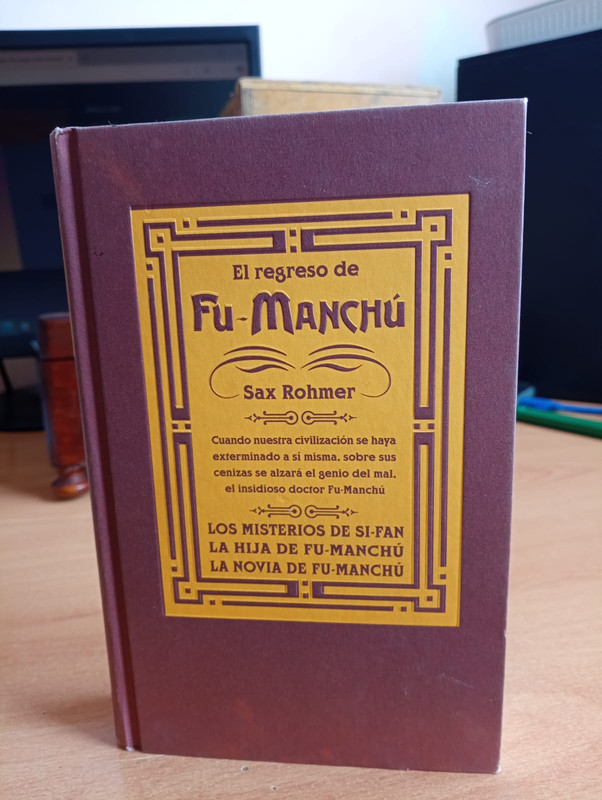 El regreso de
Fu-Manchú
Sax Rohmer
Cuando nuestra civilización se haya
exterminado a sí misma, sobre sus
cenizas se alzará el genio del mal,
el insidioso doctor Fu-Manchú
LOS MISTERIOS DE SI-FAN
LA HIJA DE FU-MANCHÚ
LA NOVIA DE FU-MANCHÚ